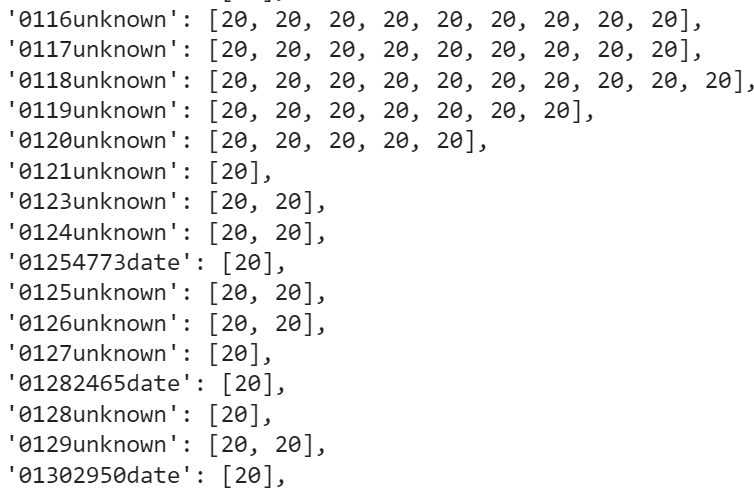 '0116unknown': [20, 20, 20, 20, 20, 20, 20, 20, 20],
'0117unknown': [20, 20, 20, 20, 20, 20, 20, 20, 20],
'0118unknown': [20, 20, 20, 20, 20, 20, 20, 20, 20, 20],
'0119unknown': [20, 20, 20, 20, 20, 20, 20],
'0120unknown': [20, 20, 20, 20, 20],
'0121unknown': [20],
'0123unknown': [20, 20],
'0124unknown': [20, 20],
'01254773date': [20],
'0125unknown': [20, 20],
'0126unknown': [20, 20],
'0127unknown': [20],
'01282465date': [20],
'0128unknown': [20],
'0129unknown': [20, 20],
'01302950date': [20],